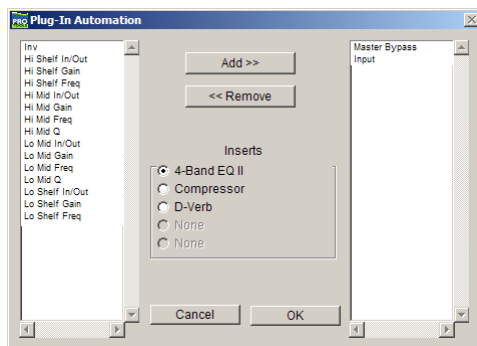 PRO Plug-In Automation
Inv
Hi Shelf In/Out
Hi Shelf Gain
Hi Shelf Freq
Hi Mid In/Out
Hi Mid Gain
Hi Mid Freq
Hi Mid Q
Lo Mid In/Out
Lo Mid Gain
Lo Mid Freq
Lo Mid Q
Lo Shelf In/Out
Lo Shelf Gain
Lo Shelf Freq
Add >>
<< Remove
Inserts
4-Band EQ II
Compressor
D-Verb
None
None
Cancel
OK
Master Bypass
Input